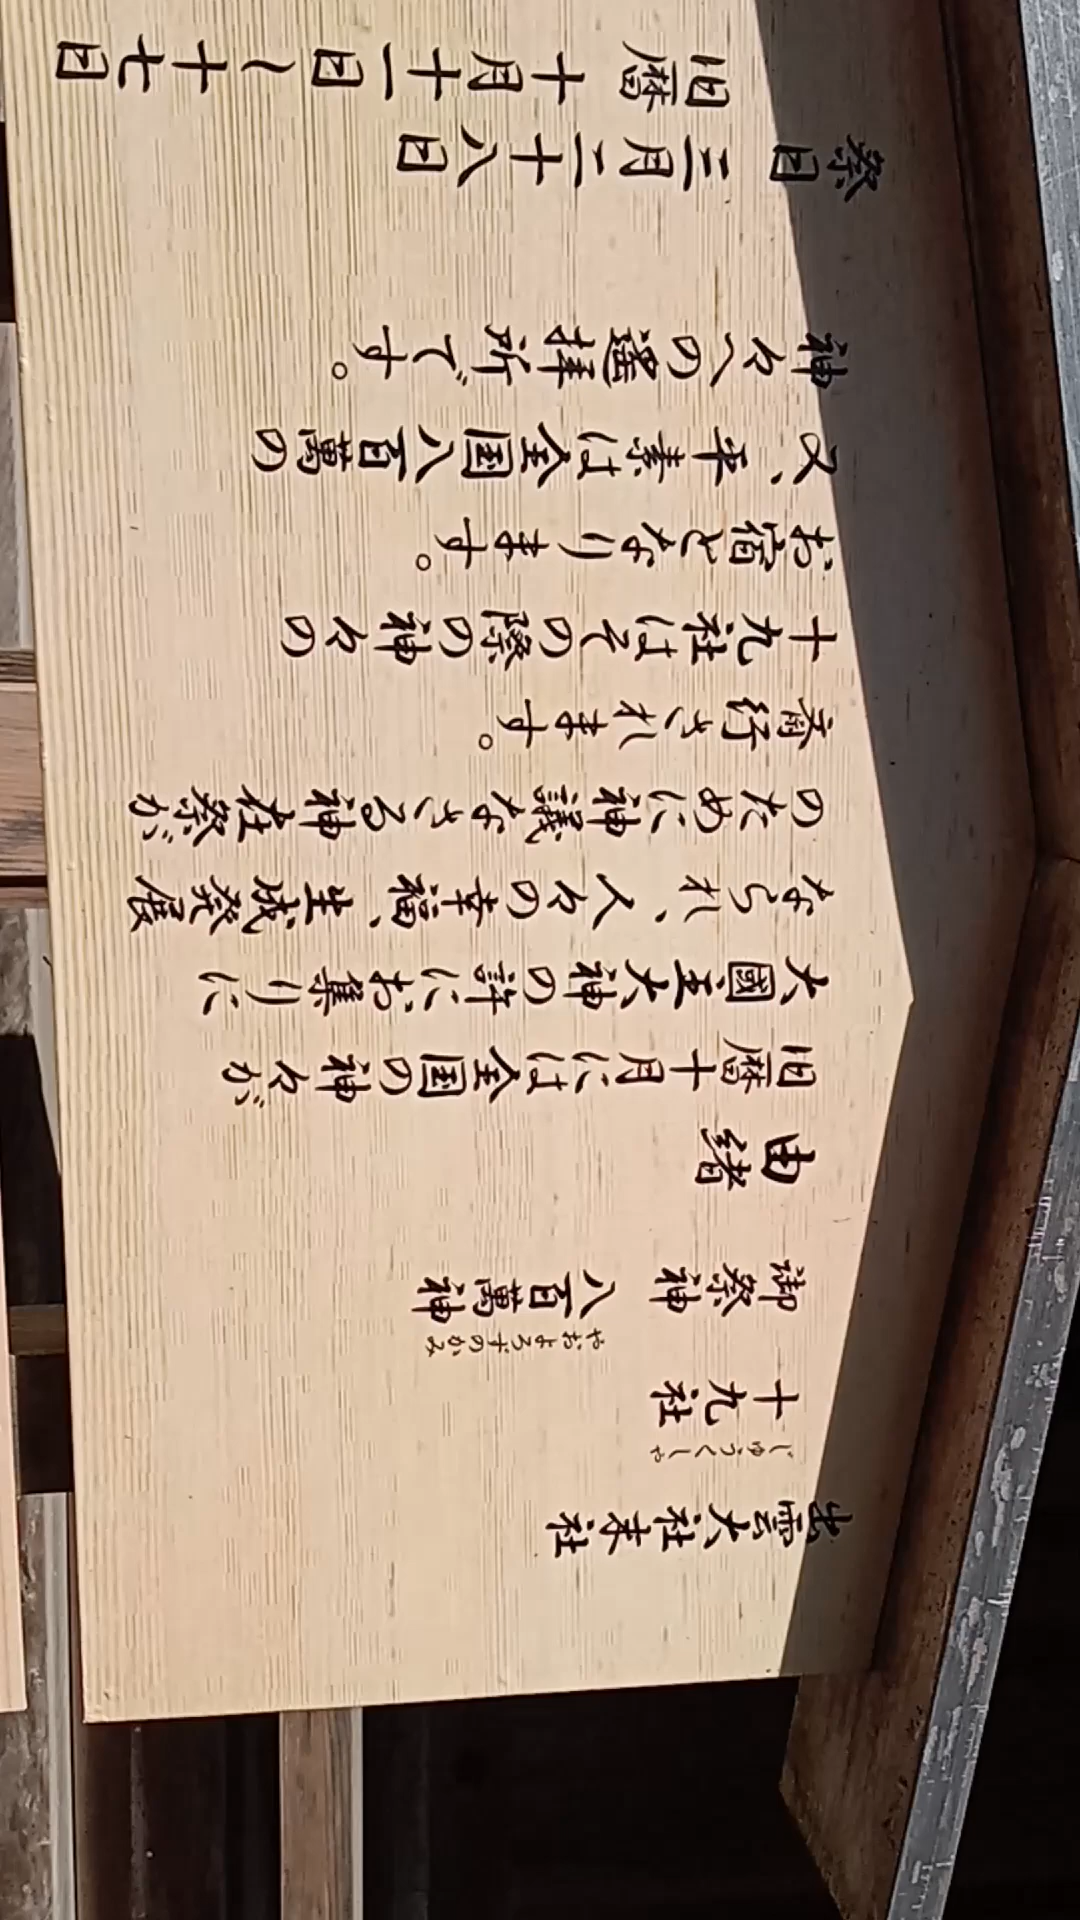 出雲大社末社
じゅうくしゃ
十九社
やおよろずのかみ
御祭神 八百萬神
由緒
旧暦十月には全国の神々が
大國主大神の許にお集りに
なられ、人々の幸福、生成発展
のために神議なさる神在祭が
斎行されます。
十九社はその際の神々の
お宿となります。
又、平素は全国八百萬の
神々への遥拝所です。
祭日 三月二十八日
旧暦 十月十一日~十七日